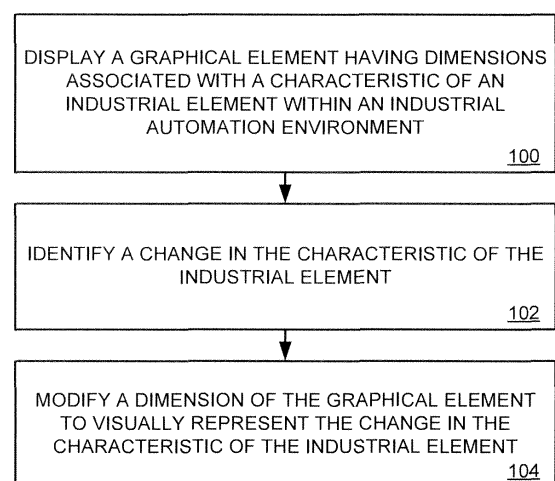 DISPLAY A GRAPHICAL ELEMENT HAVING DIMENSIONS
ASSOCIATED WITH A CHARACTERISTIC OF AN
INDUSTRIAL ELEMENT WITHIN AN INDUSTRIAL
AUTOMATION ENVIRONMENT
100
IDENTIFY A CHANGE IN THE CHARACTERISTIC OF THE
INDUSTRIAL ELEMENT
102
MODIFY A DIMENSION OF THE GRAPHICAL ELEMENT
TO VISUALLY REPRESENT THE CHANGE IN THE
CHARACTERISTIC OF THE INDUSTRIAL ELEMENT
104